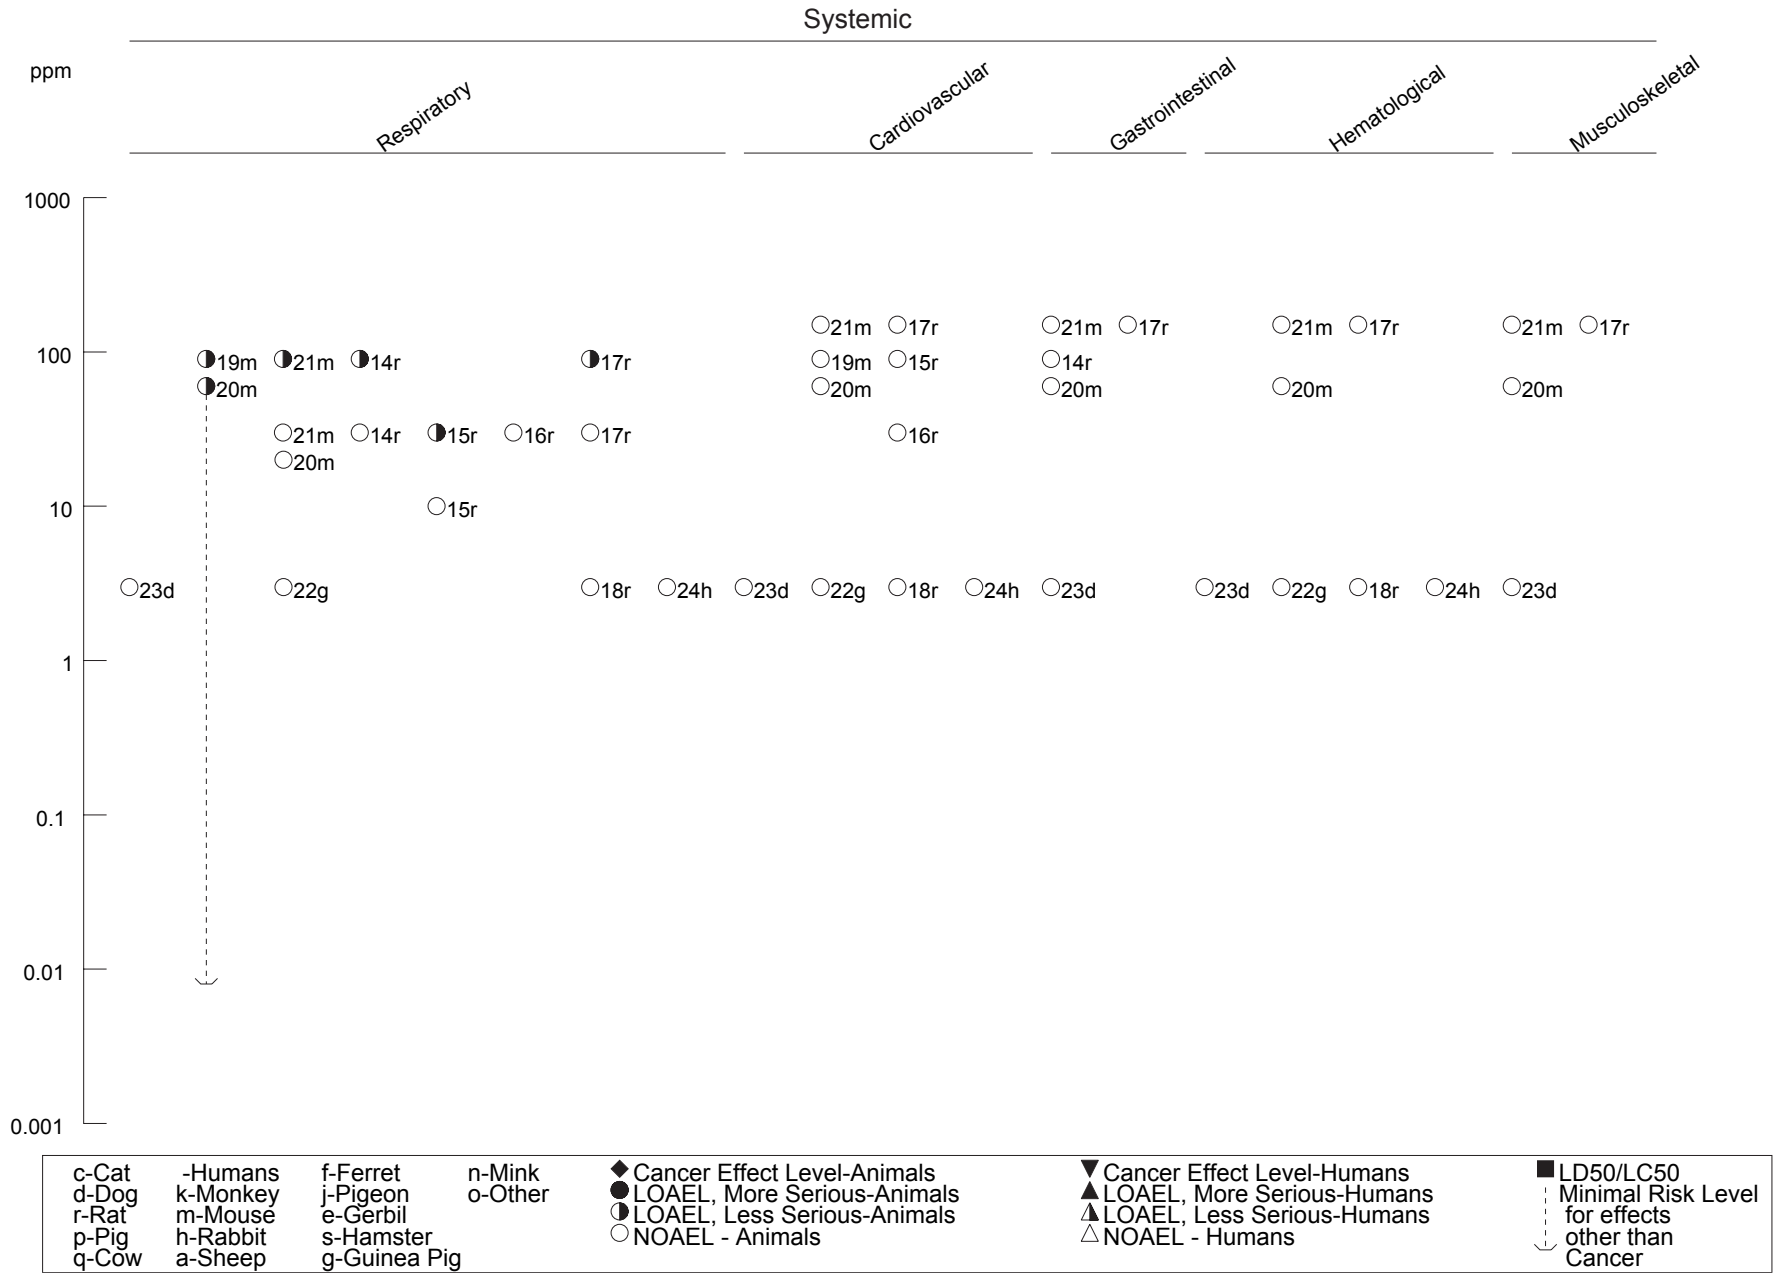 Systemic
ppm
Respiratory Cardiovascular Gastrointestinal Hematological Musculoskeletal
1000
21m 17r 21m 17r 21m 17r 21m 17r
100
19m 21m 14r 17r 19m 15r 14r
20m 20m 20m 20m 20m
21m 14r 15r 16r 17r 16r
20m
10
15r
23d 22g 18r 24h 23d 22g 18r 24h 23d 23d 22g 18r 24h 23d
1
0.1
0.01
0.001
c-Cat -Humans f-Ferret n-Mink Cancer Effect Level-Animals Cancer Effect Level-Humans LD50/LC50
d-Dog k-Monkey j-Pigeon o-Other LOAEL, More Serious-Animals LOAEL, More Serious-Humans Minimal Risk Level
r-Rat m-Mouse e-Gerbil LOAEL, Less Serious-Animals LOAEL, Less Serious-Humans for effects
p-Pig h-Rabbit s-Hamster NOAEL - Animals NOAEL - Humans other than
q-Cow a-Sheep g-Guinea Pig Cancer